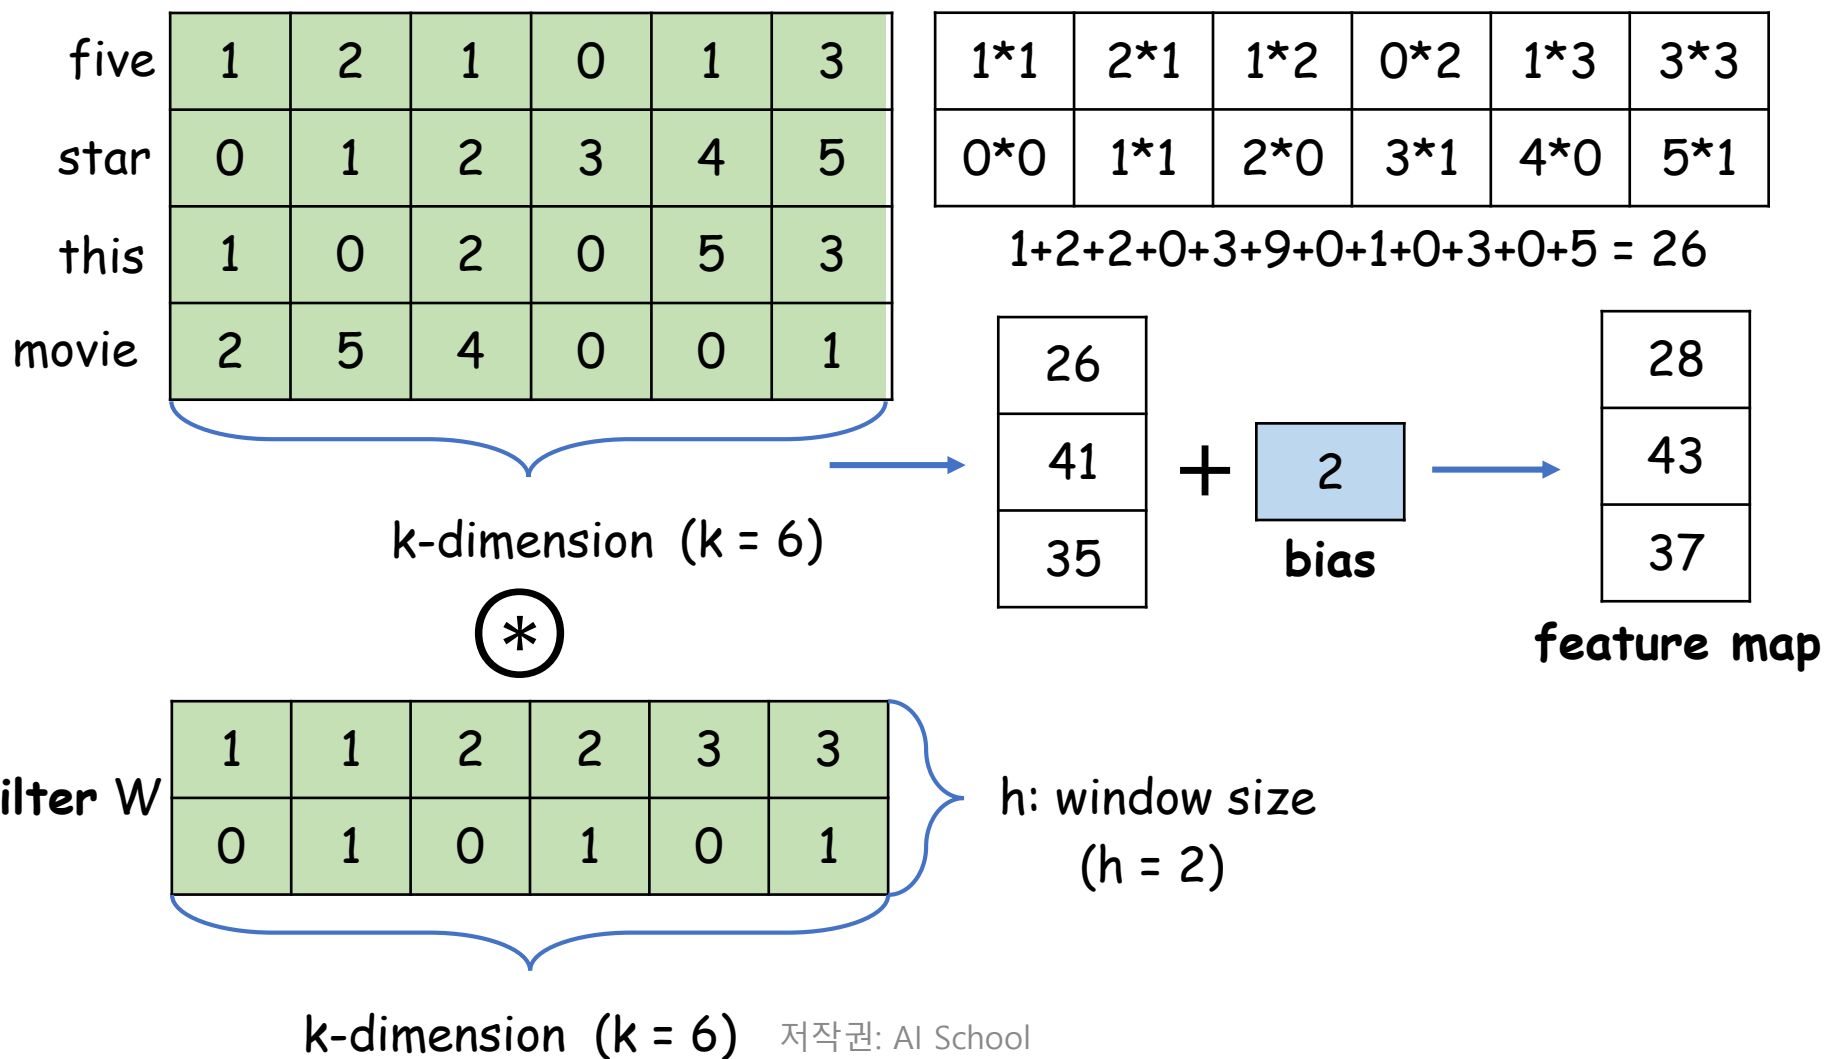 five 1 2 1 0 1 3
star 0 1 2 3 4 5
this 1 0 2 0 5 3
movie 2 5 4 0 0 1
k-dimension (k = 6)
*
ilter W
1 1 2 2 3 3
0 1 0 1 0 1
h: window size
(h = 2)
k-dimension (k = 6)
1*1 2*1 1*2 0*2 1*3 3*3
0*0 1*1 2*0 3*1 4*0 5*1
1+2+2+0+3+9+0+1+0+3+0+5 = 26
26
41
35
+
2
bias
28
43
37
feature map
저작권: AI School